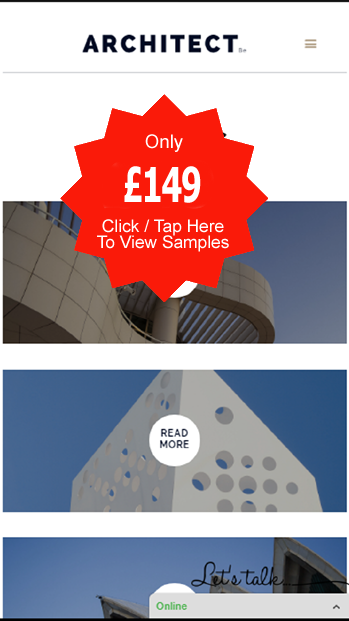 ARCHITECT.
Only
£149
Click / Tap Here
To View Samples
READ
MORE
Let's talk
Online